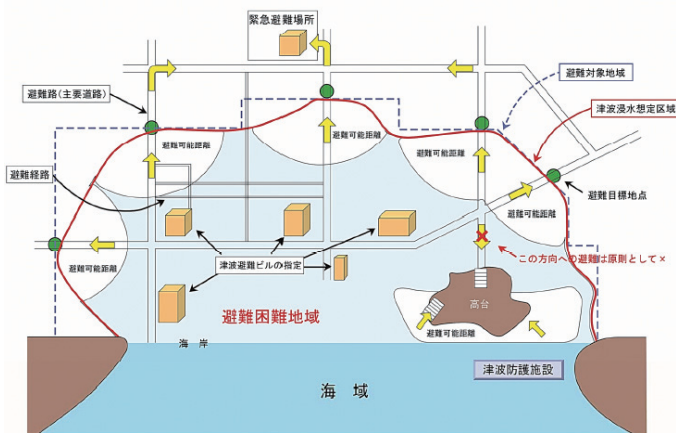 緊急避難場所
避難路(主要道路)
避難対象地域
津波浸水想定区域
避難可能距離
避難可能距離
避難可能距離
避難経路
避難目標地点
避難可能距離
避難可能距離
津波避難ビルの指定
この方向への避難は原則として×
高台
避難困難地域
避難可能距離
海 岸
津波防護施設
海 域